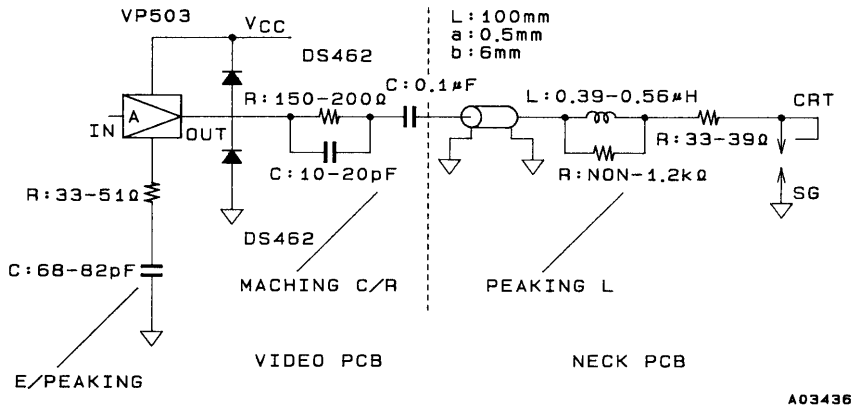 VP503
VCC
DS462
L:100mm
a:0.5mm
b:6mm
C:0.1µF
R:150-200Ω
L:0.39-0.56µH
CRT
A
IN
OUT
R:33-39Ω
C:10-20pF
R:NON-1.2kΩ
R:33-51Ω
SG
DS462
C:68-82pF
MACHING C/R
PEAKING L
VIDEO PCB
NECK PCB
E/PEAKING
A03436